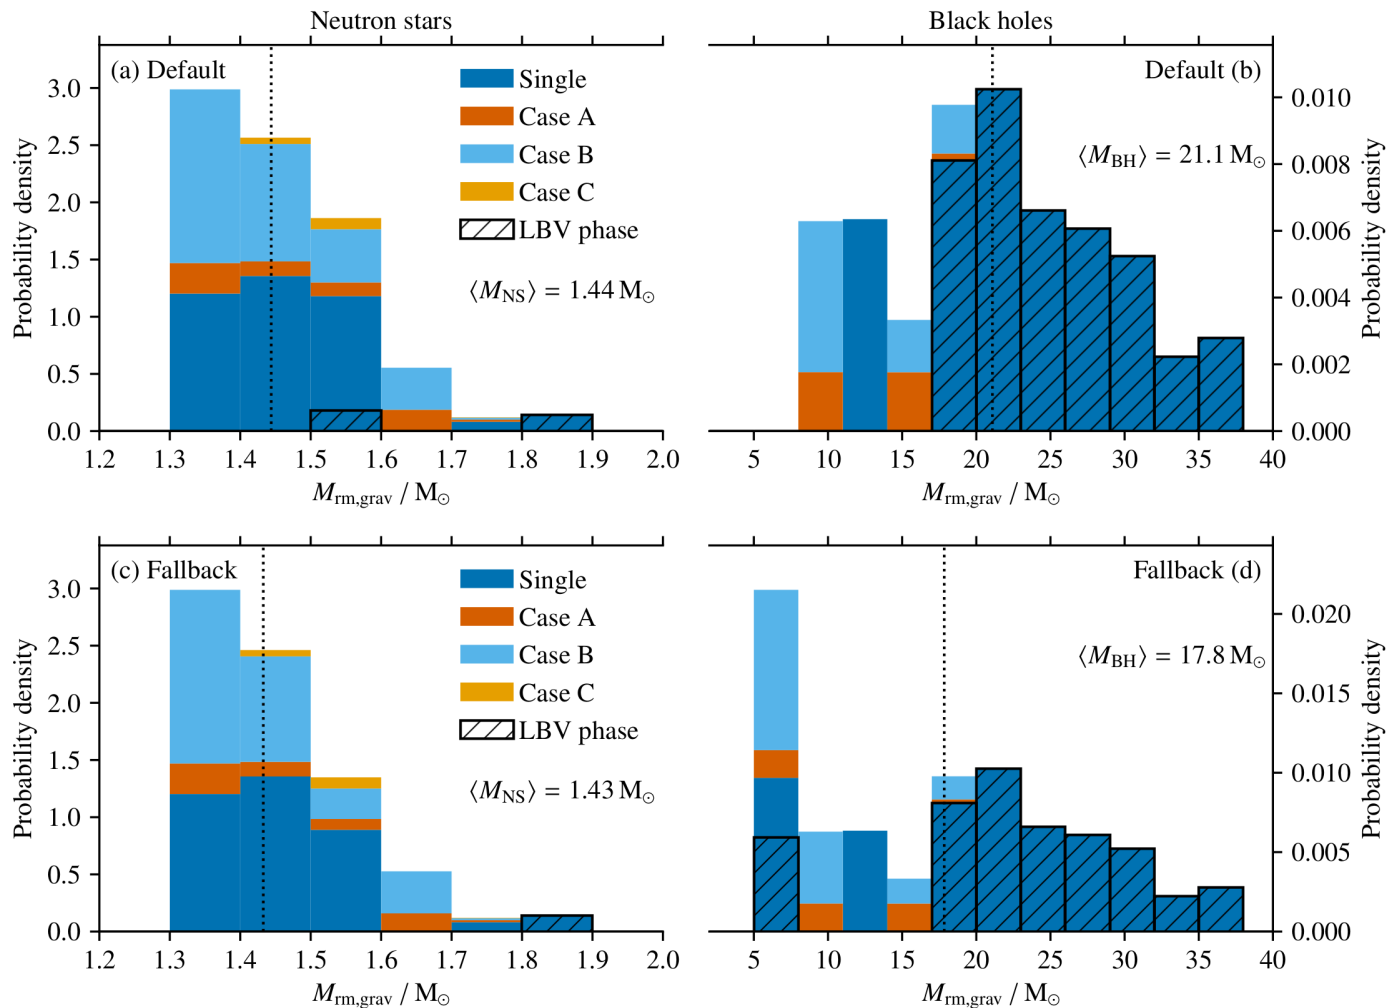 Neutron stars
Black holes
(a) Default
Single
Case A
Case B
Case C
LBV phase
⟨M_NS⟩ = 1.44 M_⊙
Probability density
3.0
2.5
2.0
1.5
1.0
0.5
0.0
1.2 1.3 1.4 1.5 1.6 1.7 1.8 1.9 2.0
M_rm,grav / M_⊙
Default (b)
⟨M_BH⟩ = 21.1 M_⊙
Probability density
0.010
0.008
0.006
0.004
0.002
0.000
5 10 15 20 25 30 35 40
M_rm,grav / M_⊙
(c) Fallback
Single
Case A
Case B
Case C
LBV phase
⟨M_NS⟩ = 1.43 M_⊙
Probability density
3.0
2.5
2.0
1.5
1.0
0.5
0.0
1.2 1.3 1.4 1.5 1.6 1.7 1.8 1.9 2.0
M_rm,grav / M_⊙
Fallback (d)
⟨M_BH⟩ = 17.8 M_⊙
Probability density
0.020
0.015
0.010
0.005
0.000
5 10 15 20 25 30 35 40
M_rm,grav / M_⊙